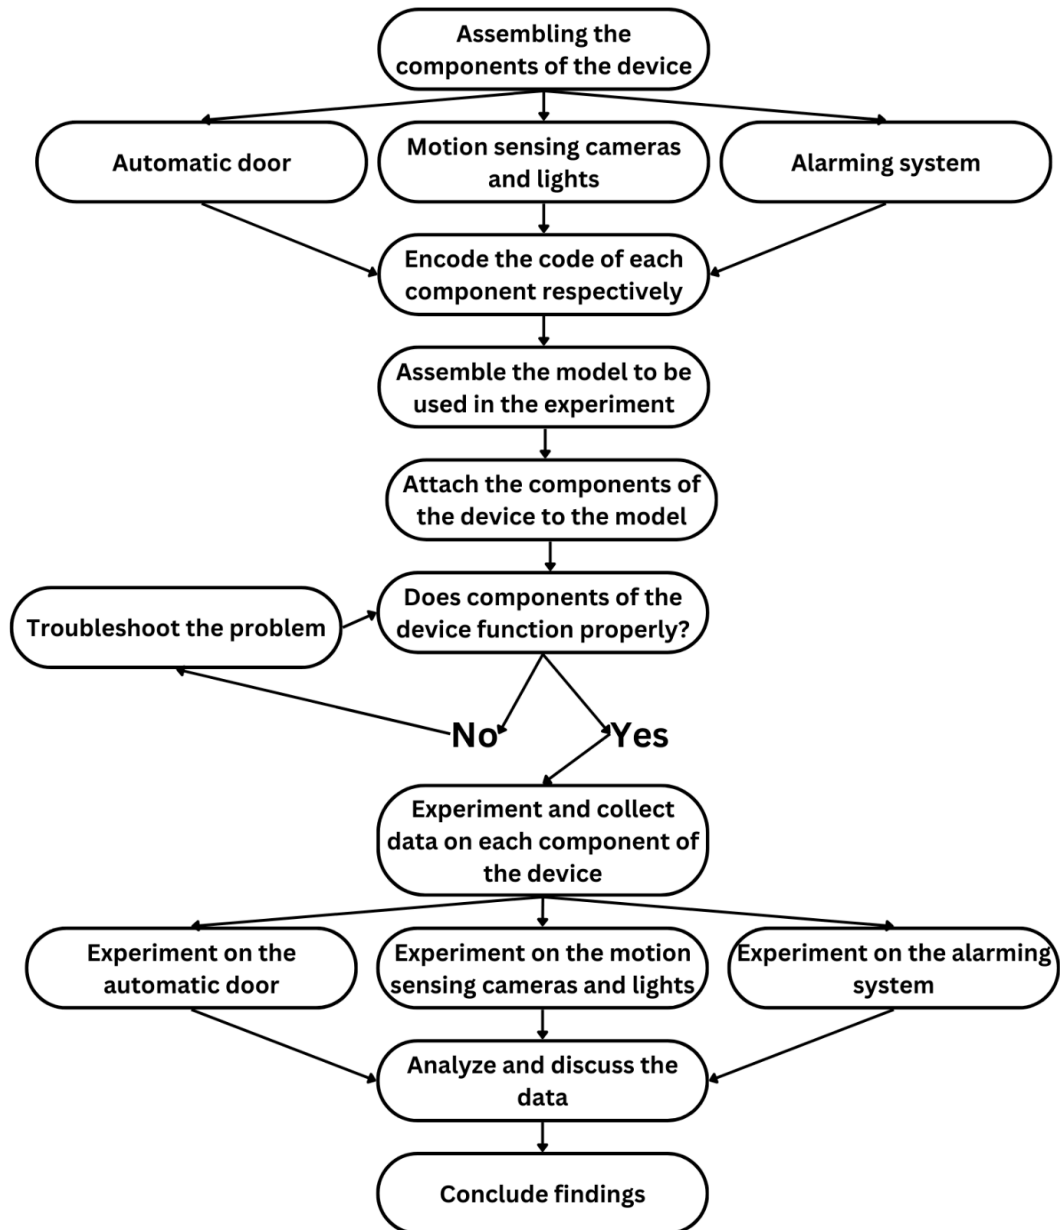 Assembling the
components of the device
Automatic door
Motion sensing cameras
and lights
Alarming system
Encode the code of each
component respectively
Assemble the model to be
used in the experiment
Attach the components of
the device to the model
Does components of the
device function properly?
Troubleshoot the problem
No
Yes
Experiment and collect
data on each component of
the device
Experiment on the
automatic door
Experiment on the motion
sensing cameras and lights
Experiment on the alarming
system
Analyze and discuss the
data
Conclude findings